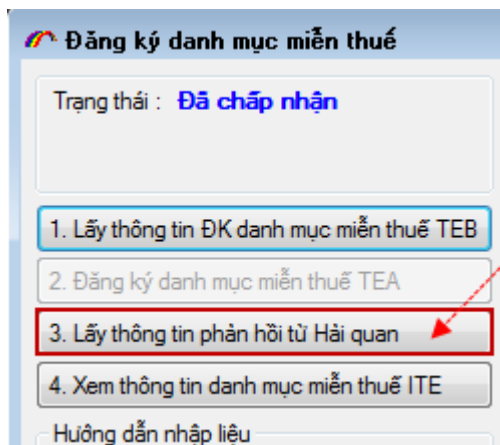 Đăng ký danh mục miễn thuế
Trạng thái : Đã chấp nhận
1. Lấy thông tin ĐK danh mục miễn thuế TEB
2. Đăng ký danh mục miễn thuế TEA
3. Lấy thông tin phản hồi từ Hải quan
4. Xem thông tin danh mục miễn thuế ITE
Hướng dẫn nhập liệu